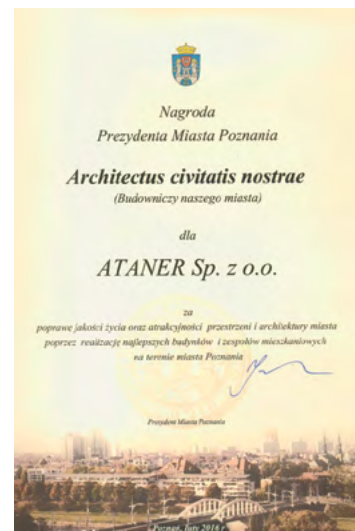 Nagroda
Prezydenta Miasta Poznania
Architectus civitatis nostrae
(Budowniczy naszego miasta)
dla
ATANER Sp. z o.o.
za
poprawę jakości życia oraz atrakcyjności przestrzeni i architektury miasta
poprzez realizację najlepszych budynków i zespołów mieszkaniowych
na terenie miasta Poznania
Prezydent Miasta Poznania
Poznań, luty 2016 r.